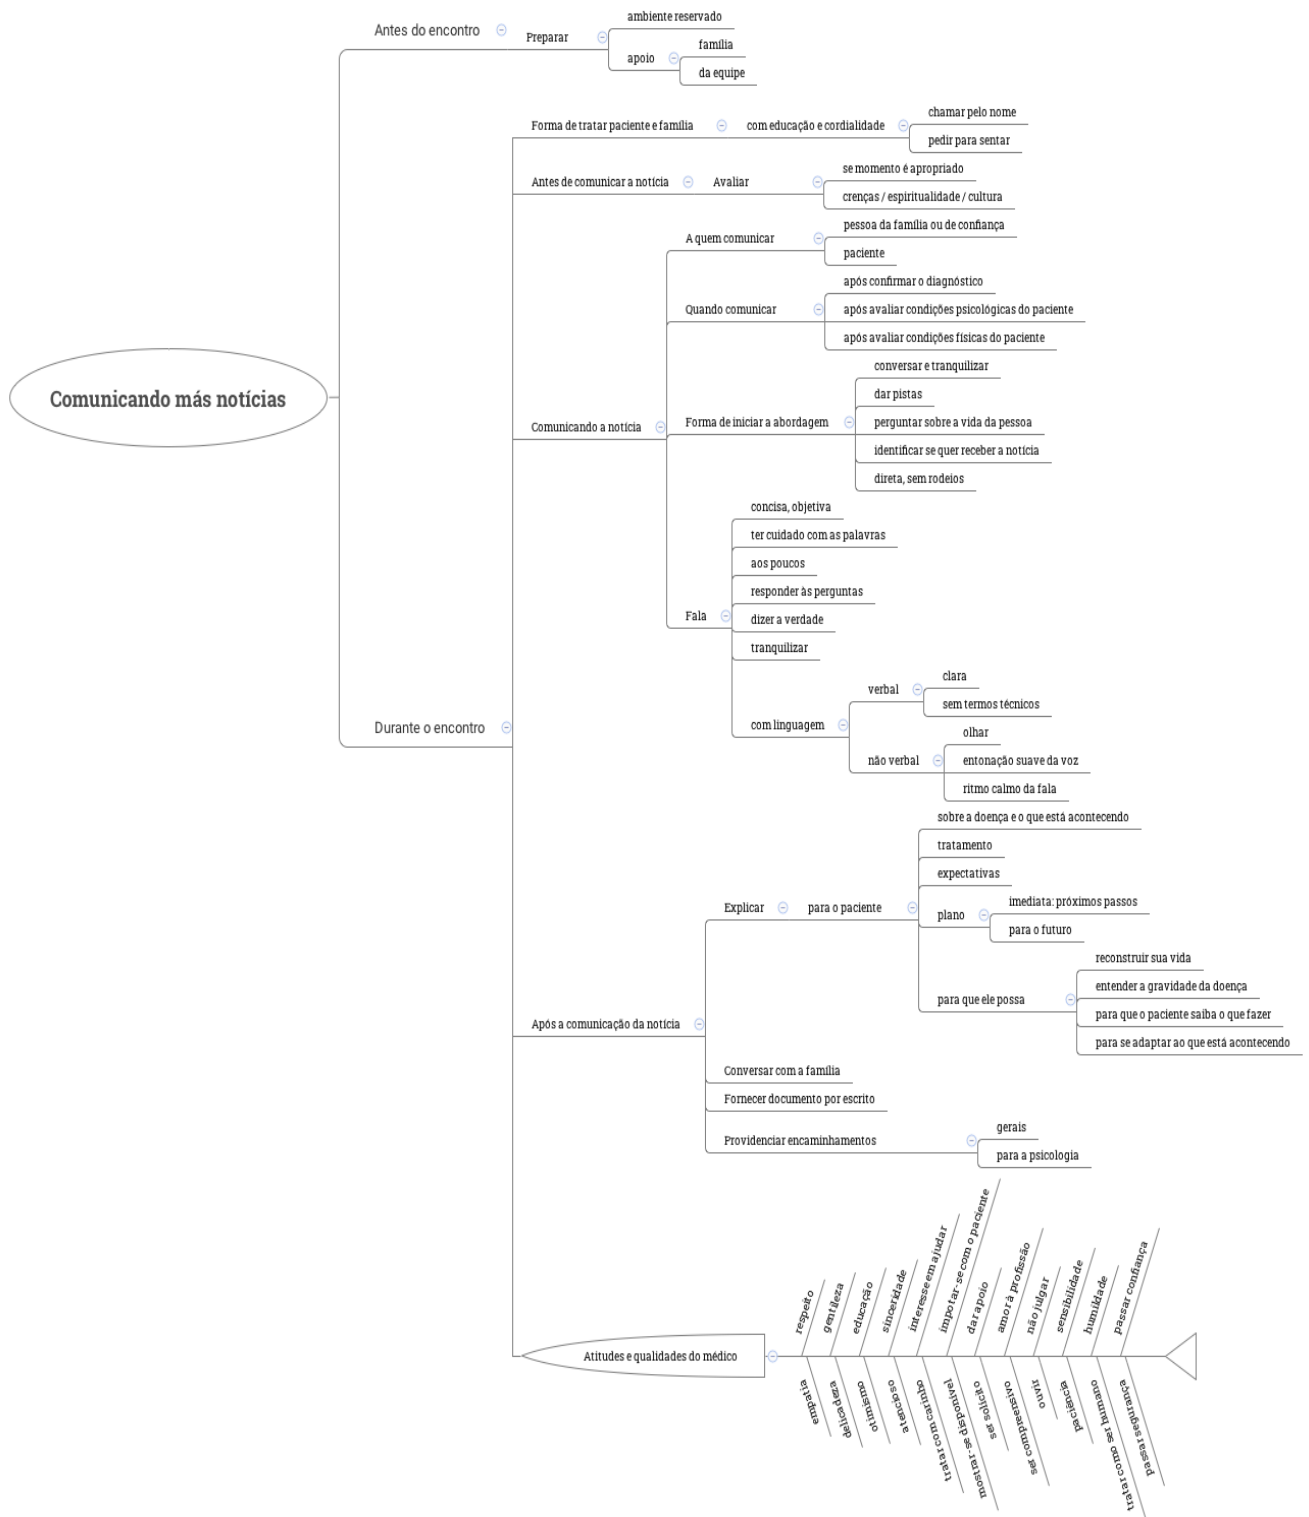 Antes do encontro
Preparar
ambiente reservado
apoio
família
da equipe
Comunicando más notícias
Durante o encontro
Forma de tratar paciente e família
com educação e cordialidade
chamar pelo nome
pedir para sentar
Antes de comunicar a notícia
Avaliar
se momento é apropriado
crenças / espiritualidade / cultura
Comunicando a notícia
A quem comunicar
pessoa da família ou de confiança
paciente
Quando comunicar
após confirmar o diagnóstico
após avaliar condições psicológicas do paciente
após avaliar condições físicas do paciente
Forma de iniciar a abordagem
conversar e tranquilizar
dar pistas
perguntar sobre a vida da pessoa
identificar se quer receber a notícia
direta, sem rodeios
Fala
concisa, objetiva
ter cuidado com as palavras
aos poucos
responder às perguntas
dizer a verdade
tranquilizar
com linguagem
verbal
clara
sem termos técnicos
não verbal
olhar
entonação suave da voz
ritmo calmo da fala
Após a comunicação da notícia
Explicar
para o paciente
sobre a doença e o que está acontecendo
tratamento
expectativas
plano
imediata: próximos passos
para o futuro
para que ele possa
reconstruir sua vida
entender a gravidade da doença
para que o paciente saiba o que fazer
para se adaptar ao que está acontecendo
Conversar com a família
Fornecer documento por escrito
Providenciar encaminhamentos
gerais
para a psicologia
Atitudes e qualidades do médico
respeito
gentileza
educação
sinceridade
interesse em ajudar
impotar-se com o paciente
dar apoio
amor à profissão
não julgar
sensibilidade
humildade
passar confiança
empatia
delicadeza
otimismo
atencioso
tratar com carinho
mostrar-se disponível
ser solícito
ser compreensivo
ouvir
paciência
tratar como ser humano
passar segurança